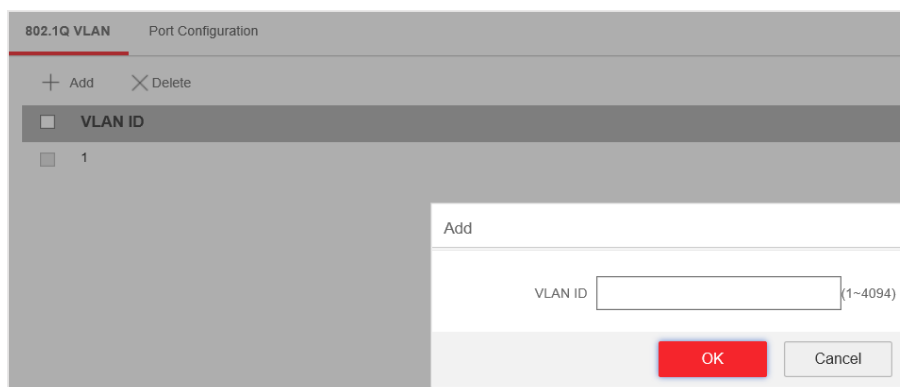 802.1Q VLAN Port Configuration
Add Delete
VLAN ID
1
Add
VLAN ID (1~4094)
OK Cancel